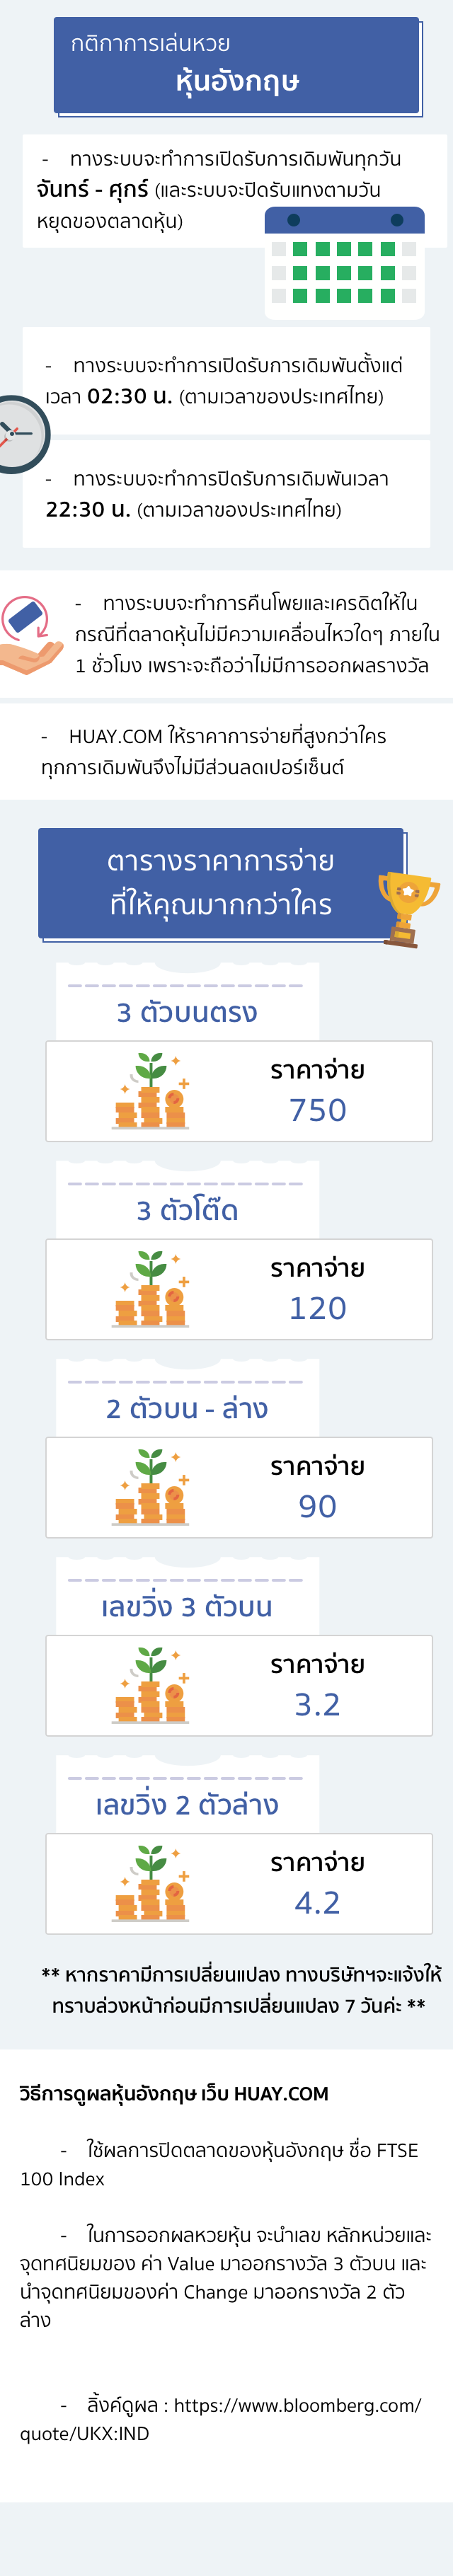 กติกาการเล่นหวย
หุ้นอังกฤษ
- ทางระบบจะทำการเปิดรับการเดิมพันทุกวัน
จันทร์ - ศุกร์ (และระบบจะปิดรับแทงตามวัน
หยุดของตลาดหุ้น)
- ทางระบบจะทำการเปิดรับการเดิมพันตั้งแต่
เวลา 02:30 น. (ตามเวลาของประเทศไทย)
- ทางระบบจะทำการปิดรับการเดิมพันเวลา
22:30 น. (ตามเวลาของประเทศไทย)
- ทางระบบจะทำการคืนโพยและเครดิตให้ใน
กรณีที่ตลาดหุ้นไม่มีความเคลื่อนไหวใดๆ ภายใน
1 ชั่วโมง เพราะจะถือว่าไม่มีการออกผลรางวัล
- HUAY.COM ให้ราคาการจ่ายที่สูงกว่าใคร
ทุกการเดิมพันจึงไม่มีส่วนลดเปอร์เซ็นต์
ตารางราคาการจ่าย
ที่ให้คุณมากกว่าใคร
3 ตัวบนตรง
ราคาจ่าย
750
3 ตัวโต๊ด
ราคาจ่าย
120
2 ตัวบน - ล่าง
ราคาจ่าย
90
เลขวิ่ง 3 ตัวบน
ราคาจ่าย
3.2
เลขวิ่ง 2 ตัวล่าง
ราคาจ่าย
4.2
** หากราคามีการเปลี่ยนแปลง ทางบริษัทฯจะแจ้งให้
ทราบล่วงหน้าก่อนมีการเปลี่ยนแปลง 7 วันค่ะ **
วิธีการดูผลหุ้นอังกฤษ เว็บ HUAY.COM
- ใช้ผลการปิดตลาดของหุ้นอังกฤษ ชื่อ FTSE
100 Index
- ในการออกผลหวยหุ้น จะนำเลข หลักหน่วยและ
จุดทศนิยมของ ค่า Value มาออกรางวัล 3 ตัวบน และ
นำจุดทศนิยมของค่า Change มาออกรางวัล 2 ตัว
ล่าง
- ลิ้งค์ดูผล : https://www.bloomberg.com/
quote/UKX:IND